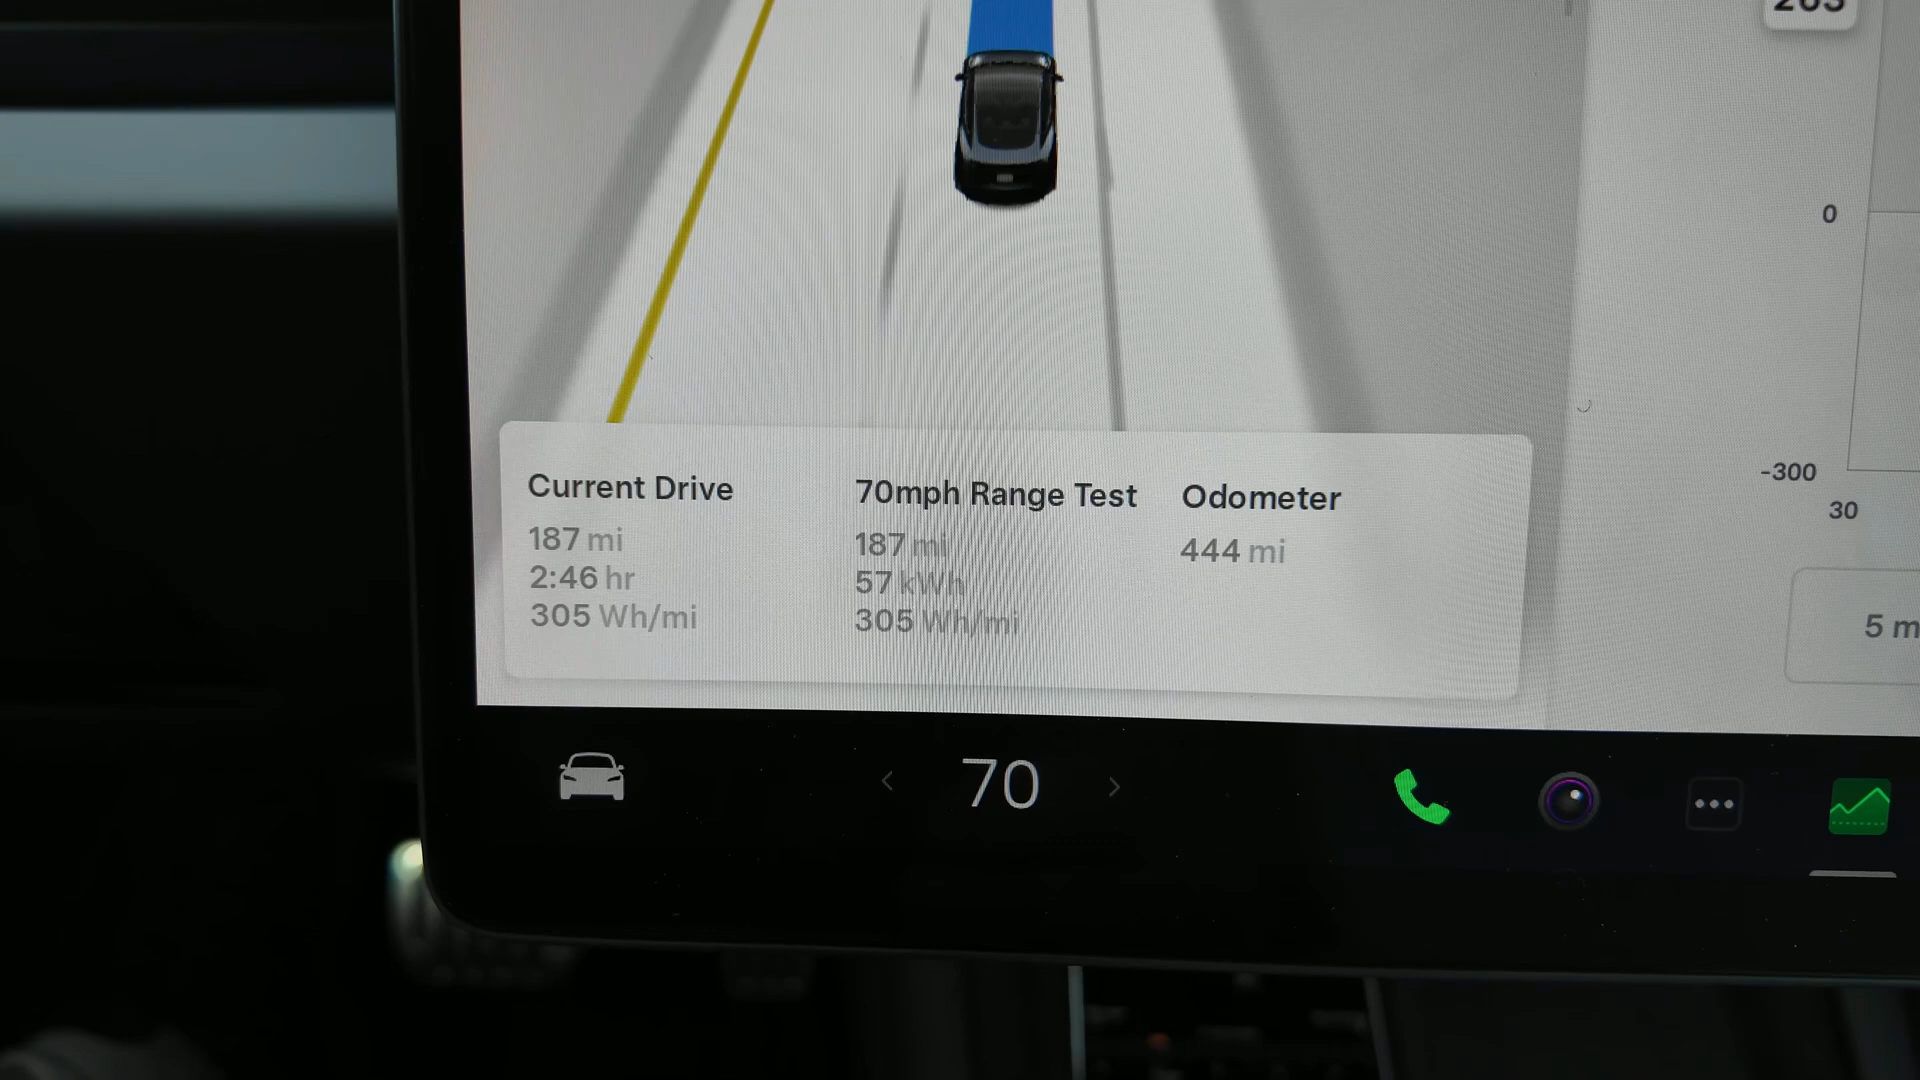 0
-300
30
Current Drive
187 mi
2:46 hr
305 Wh/mi
70mph Range Test
187 mi
57 kWh
305 Wh/mi
Odometer
444 mi
5 m
70